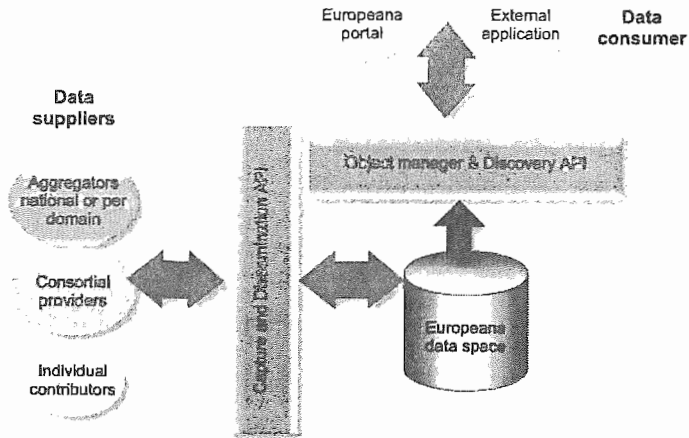 Europeana
portal
External
application
Data
consumer
Data
suppliers
Object manager & Discovery API
Aggregators
national or per
domain
Capture and Dissemination API
Consortial
providers
Europeana
data space
Individual
contributors